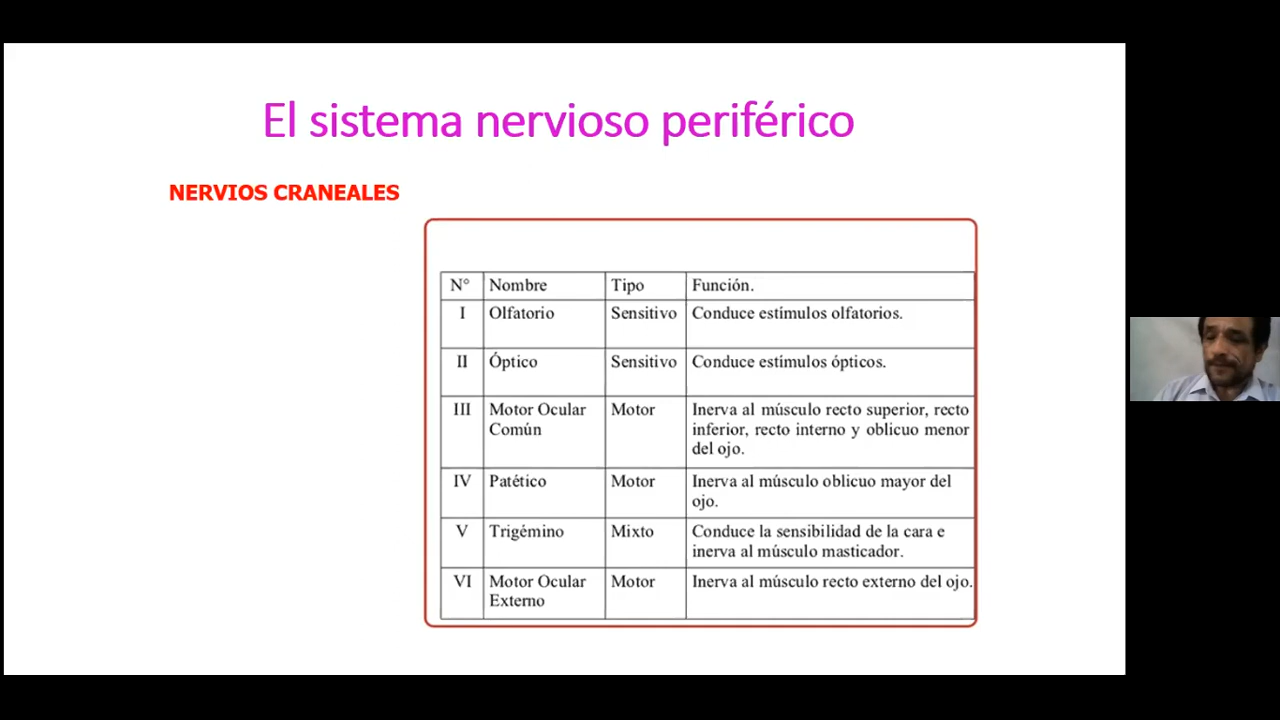 El sistema nervioso periférico
NERVIOS CRANEALES
N° Nombre Tipo Función.
I Olfatorio Sensitivo Conduce estímulos olfatorios.
II Óptico Sensitivo Conduce estímulos ópticos.
III Motor Ocular Motor Inerva al músculo recto superior, recto
Común inferior, recto interno y oblicuo menor
del ojo.
IV Patético Motor Inerva al músculo oblicuo mayor del
ojo.
V Trigémino Mixto Conduce la sensibilidad de la cara e
inerva al músculo masticador.
VI Motor Ocular Motor Inerva al músculo recto externo del ojo.
Externo